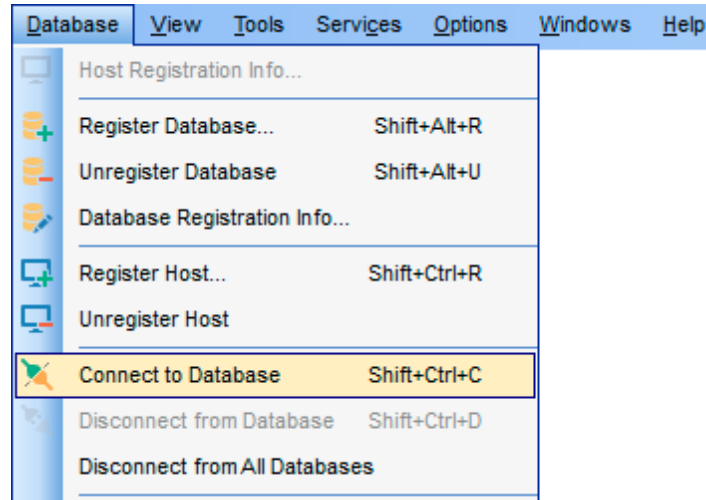 Database View Tools Services Options Windows Help
Host Registration Info...
Register Database... Shift+Alt+R
Unregister Database Shift+Alt+U
Database Registration Info...
Register Host... Shift+Ctrl+R
Unregister Host
Connect to Database Shift+Ctrl+C
Disconnect from Database Shift+Ctrl+D
Disconnect from All Databases